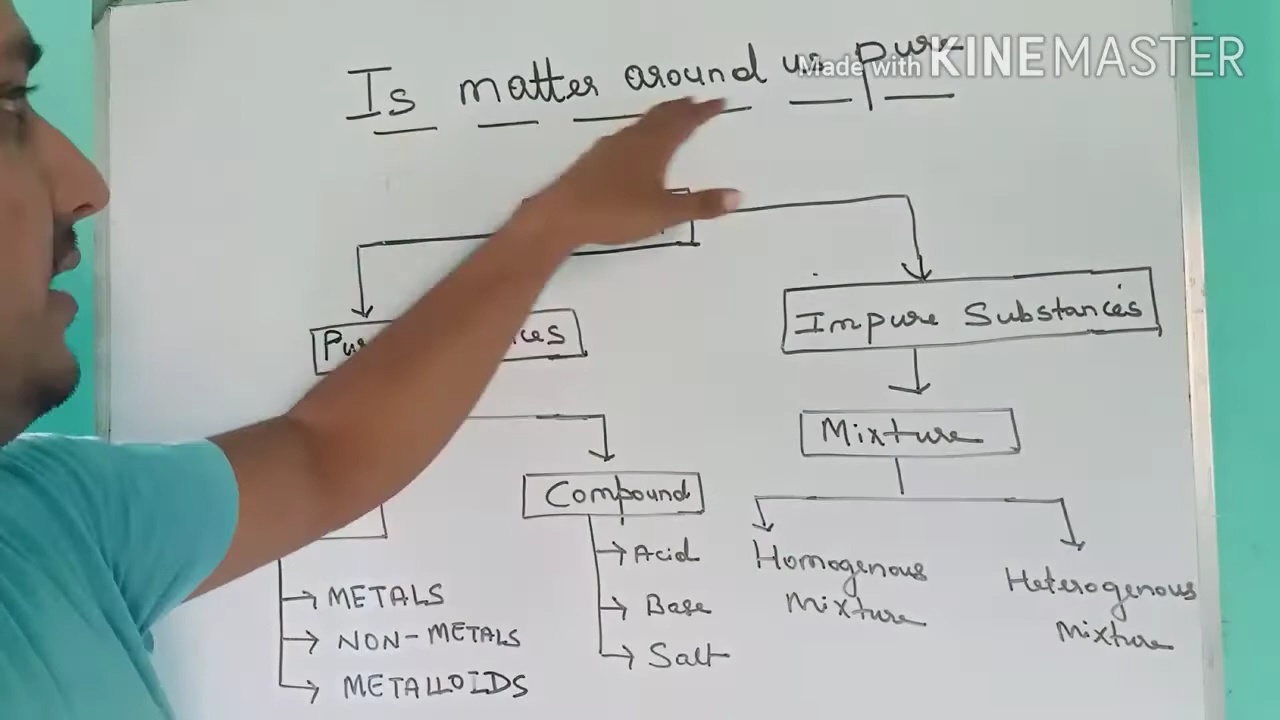 Is matter around us pure
Made with KINEMASTER
Impure Substances
Mixture
Compound
Acid
Homogenous
Mixture
Heterogenous
Mixture
METALS
Base
NON-METALS
Salt
METALLOIDS